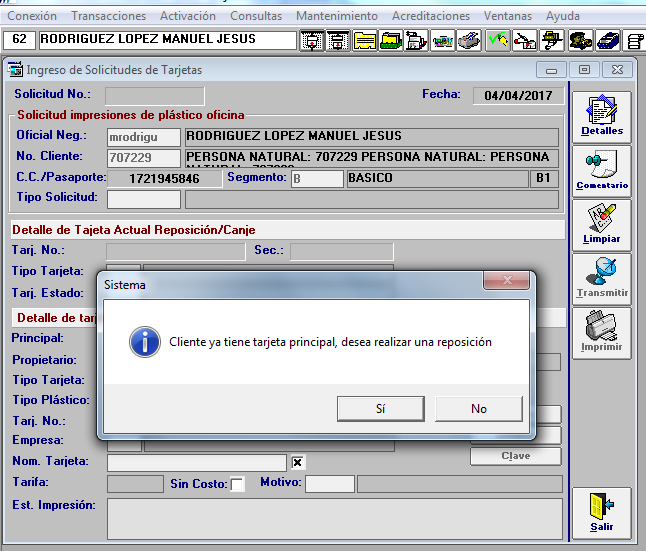 Conexión Transacciones Activación Consultas Mantenimiento Acreditaciones Ventanas Ayuda
62 RODRIGUEZ LOPEZ MANUEL JESUS
Ingreso de Solicitudes de Tarjetas
Solicitud No.: Fecha: 04/04/2017
Solicitud impresiones de plástico oficina
Oficial Neg.: mrodrigu RODRIGUEZ LOPEZ MANUEL JESUS
No. Cliente: 707229 PERSONA NATURAL: 707229 PERSONA NATURAL: PERSONA
C.C./Pasaporte: 1721945846 Segmento: B BASICO B1
Tipo Solicitud:
Detalle de Tajeta Actual Reposición/Canje
Tarj. No.: Sec.:
Tipo Tarjeta:
Tarj. Estado:
Detalle de tarj
Principal:
Propietario:
Tipo Tarjeta:
Tipo Plástico:
Tarj. No.:
Empresa:
Nom. Tarjeta:
Tarifa: Sin Costo: Motivo:
Est. Impresión:
Clave
Sistema
Cliente ya tiene tarjeta principal, desea realizar una reposición
Sí No
Detalles
Comentario
Limpiar
Transmitir
Imprimir
Salir